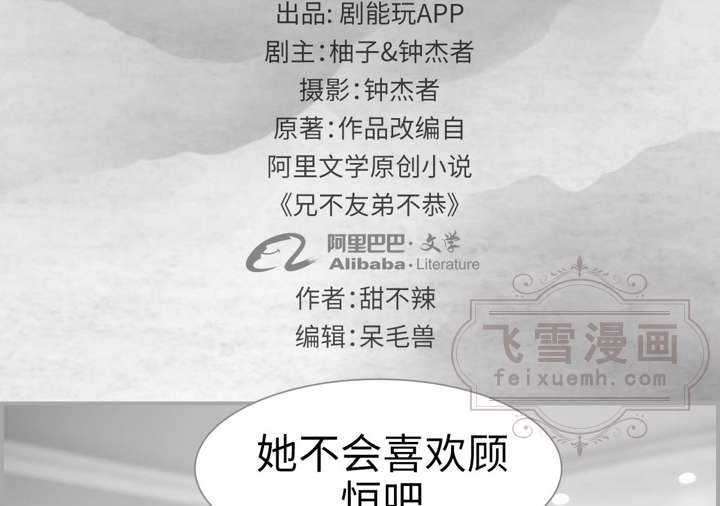 出品: 剧能玩APP
剧主:柚子&钟杰者
摄影:钟杰者
原著:作品改编自
阿里文学原创小说
《兄不友弟不恭》
阿里巴巴·文学
Alibaba·Literature
作者:甜不辣
编辑:呆毛兽
飞雪漫画
feixuemh.com
她不会喜欢顾
恒吧